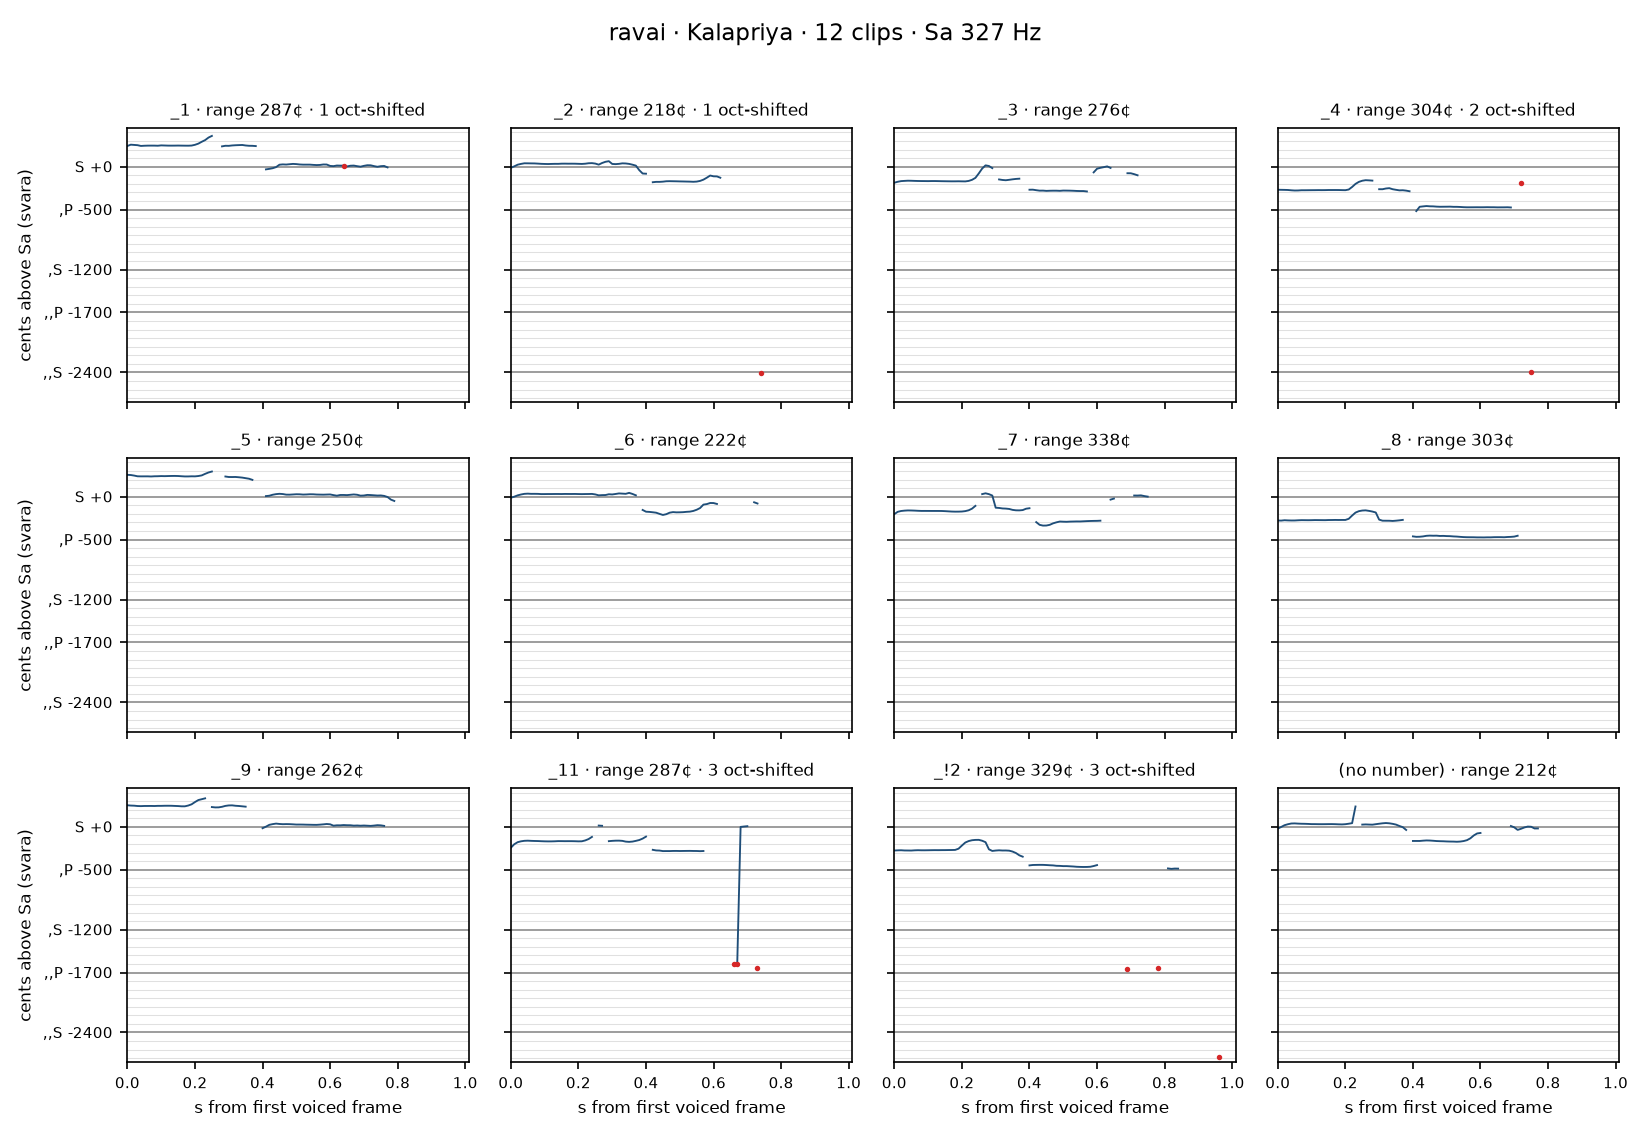 ravai · Kalapriya · 12 clips · Sa 327 Hz
_1 · range 287¢ · 1 oct-shifted
_2 · range 218¢ · 1 oct-shifted
_3 · range 276¢
_4 · range 304¢ · 2 oct-shifted
cents above Sa (svara)
S +0
,P -500
,S -1200
,,P -1700
,,S -2400
_5 · range 250¢
_6 · range 222¢
_7 · range 338¢
_8 · range 303¢
cents above Sa (svara)
S +0
,P -500
,S -1200
,,P -1700
,,S -2400
_9 · range 262¢
_11 · range 287¢ · 3 oct-shifted
_!2 · range 329¢ · 3 oct-shifted
(no number) · range 212¢
cents above Sa (svara)
S +0
,P -500
,S -1200
,,P -1700
,,S -2400
0.0 0.2 0.4 0.6 0.8 1.0
0.0 0.2 0.4 0.6 0.8 1.0
0.0 0.2 0.4 0.6 0.8 1.0
0.0 0.2 0.4 0.6 0.8 1.0
s from first voiced frame
s from first voiced frame
s from first voiced frame
s from first voiced frame